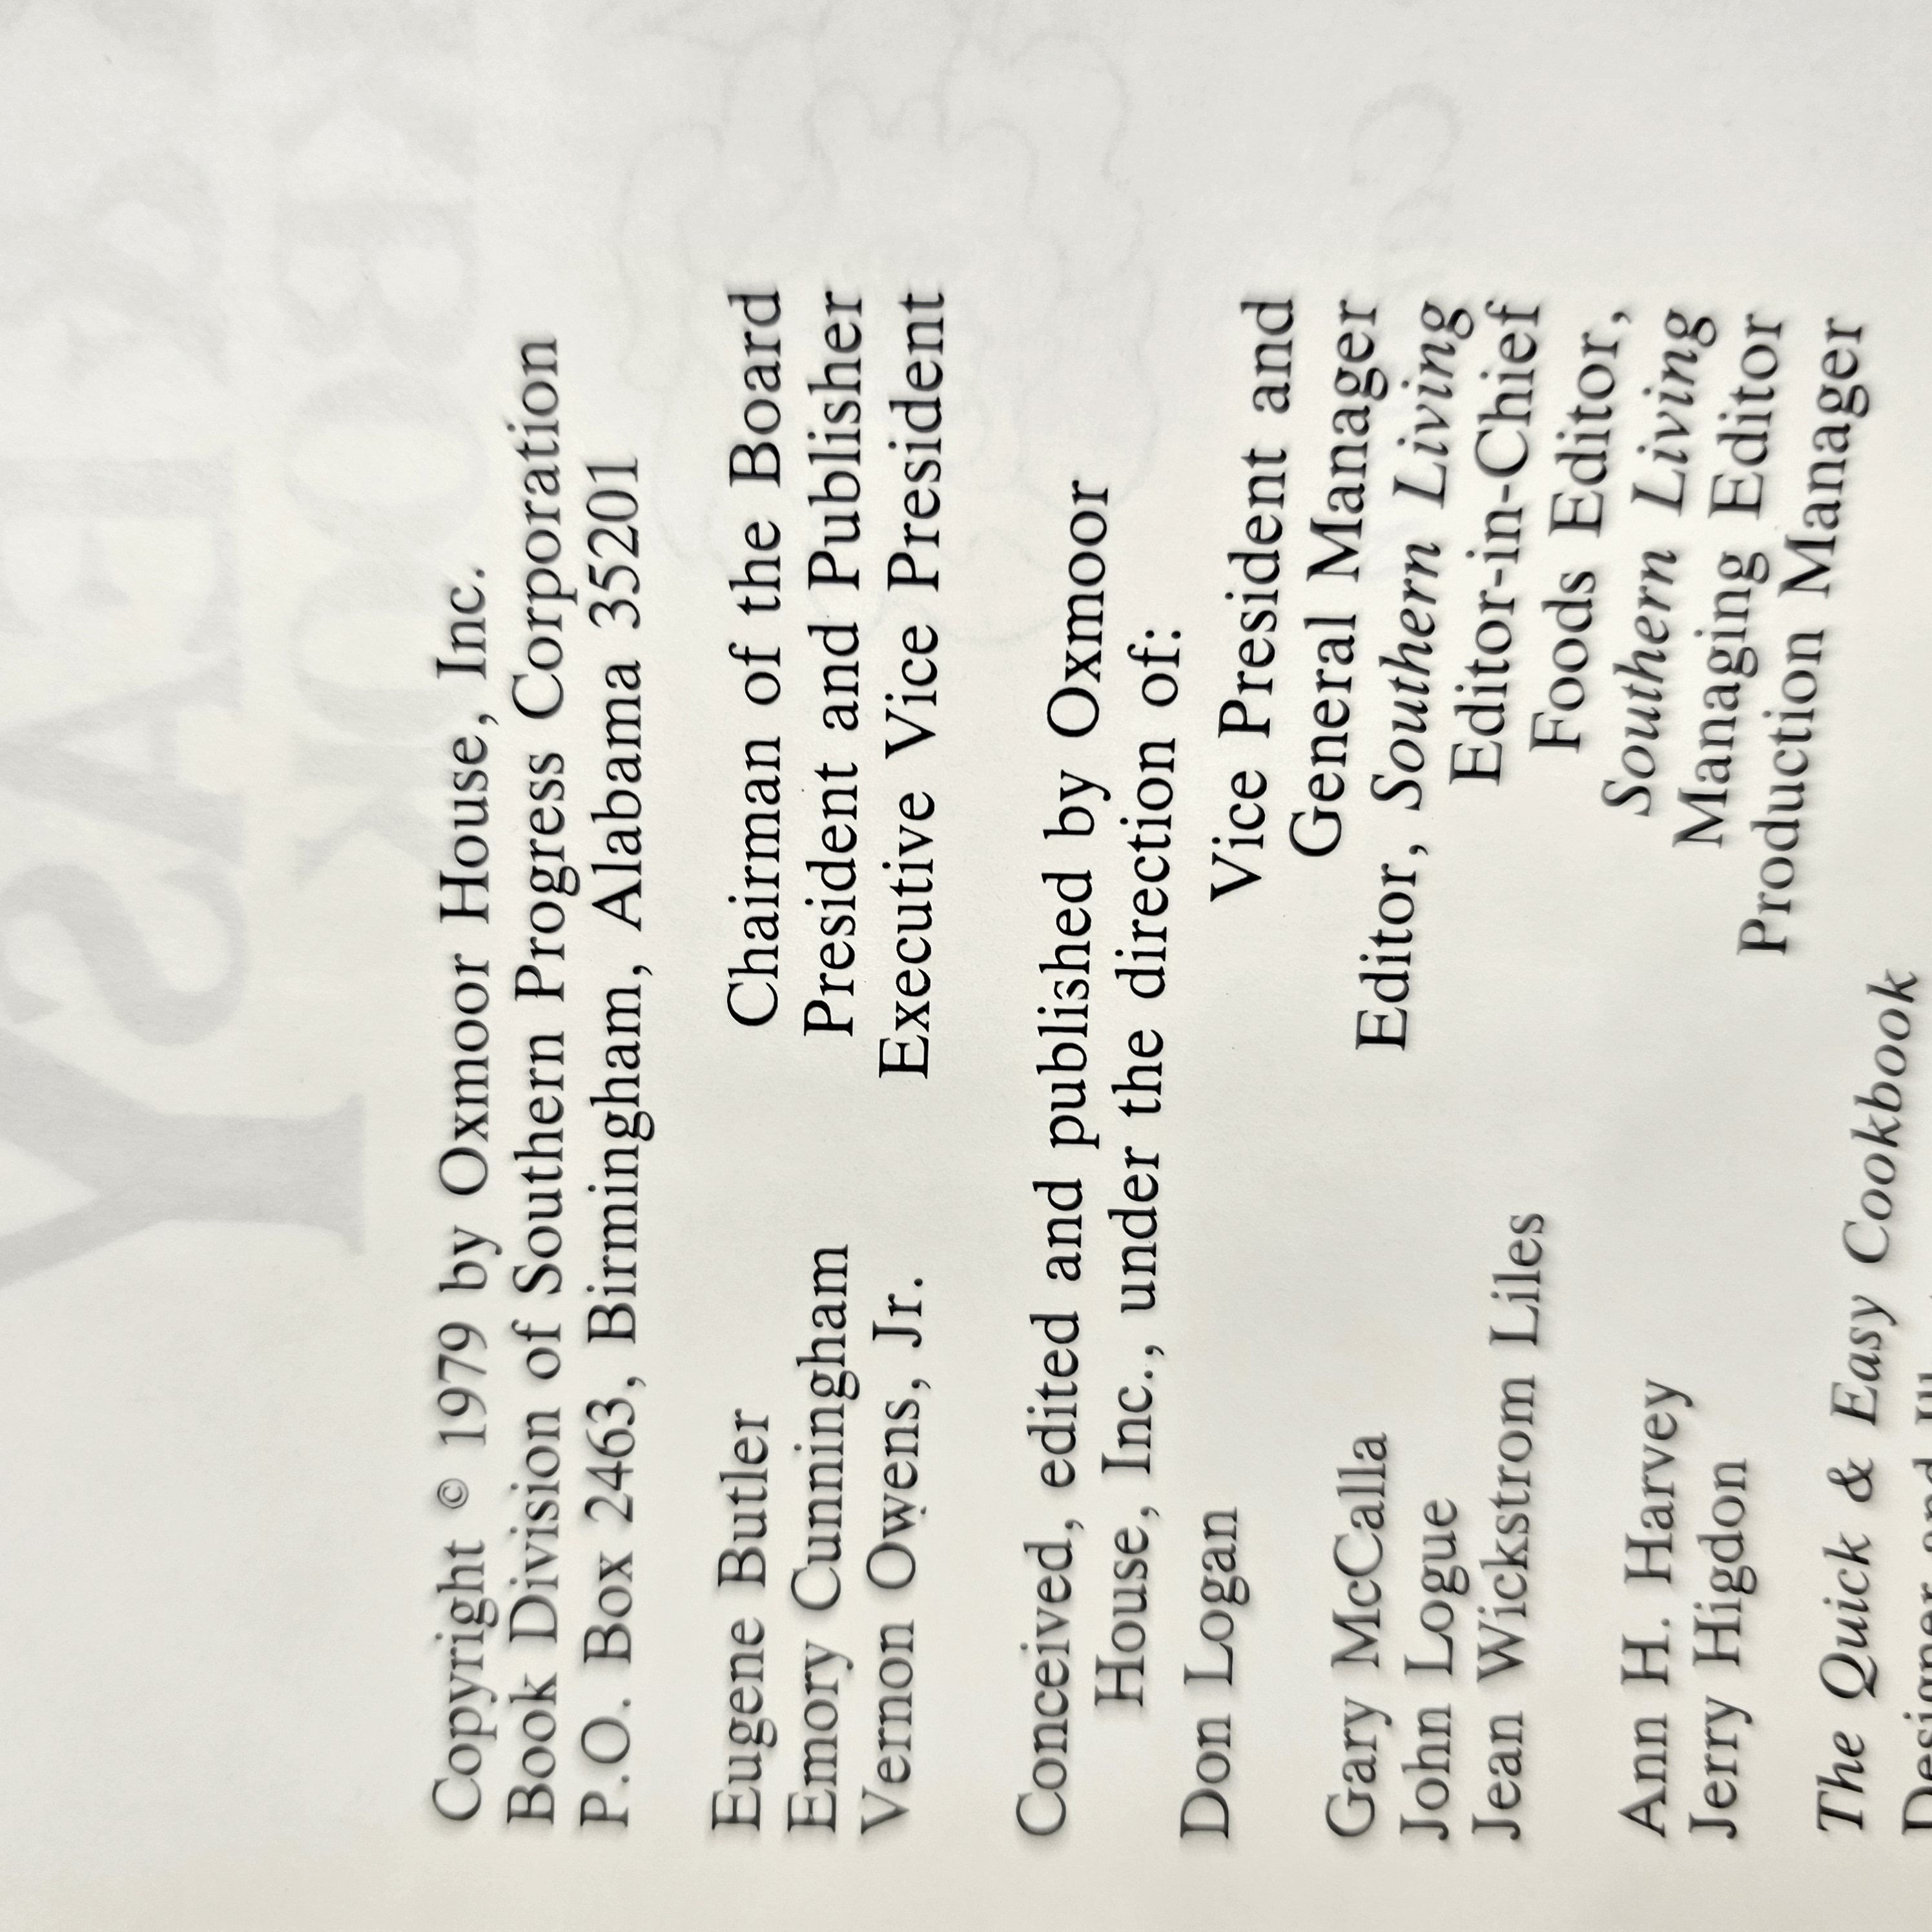 Copyright © 1979 by Oxmoor House, Inc.
Book Division of Southern Progress Corporation
P.O. Box 2463, Birmingham, Alabama 35201
Eugene Butler Chairman of the Board
Emory Cunningham President and Publisher
Vernon Owens, Jr. Executive Vice President
Conceived, edited and published by Oxmoor
House, Inc., under the direction of:
Don Logan Vice President and
General Manager
Gary McCalla Editor, Southern Living
John Logue Editor-in-Chief
Jean Wickstrom Liles Foods Editor,
Southern Living
Ann H. Harvey Managing Editor
Jerry Higdon Production Manager
The Quick & Easy Cookbook
Designer and